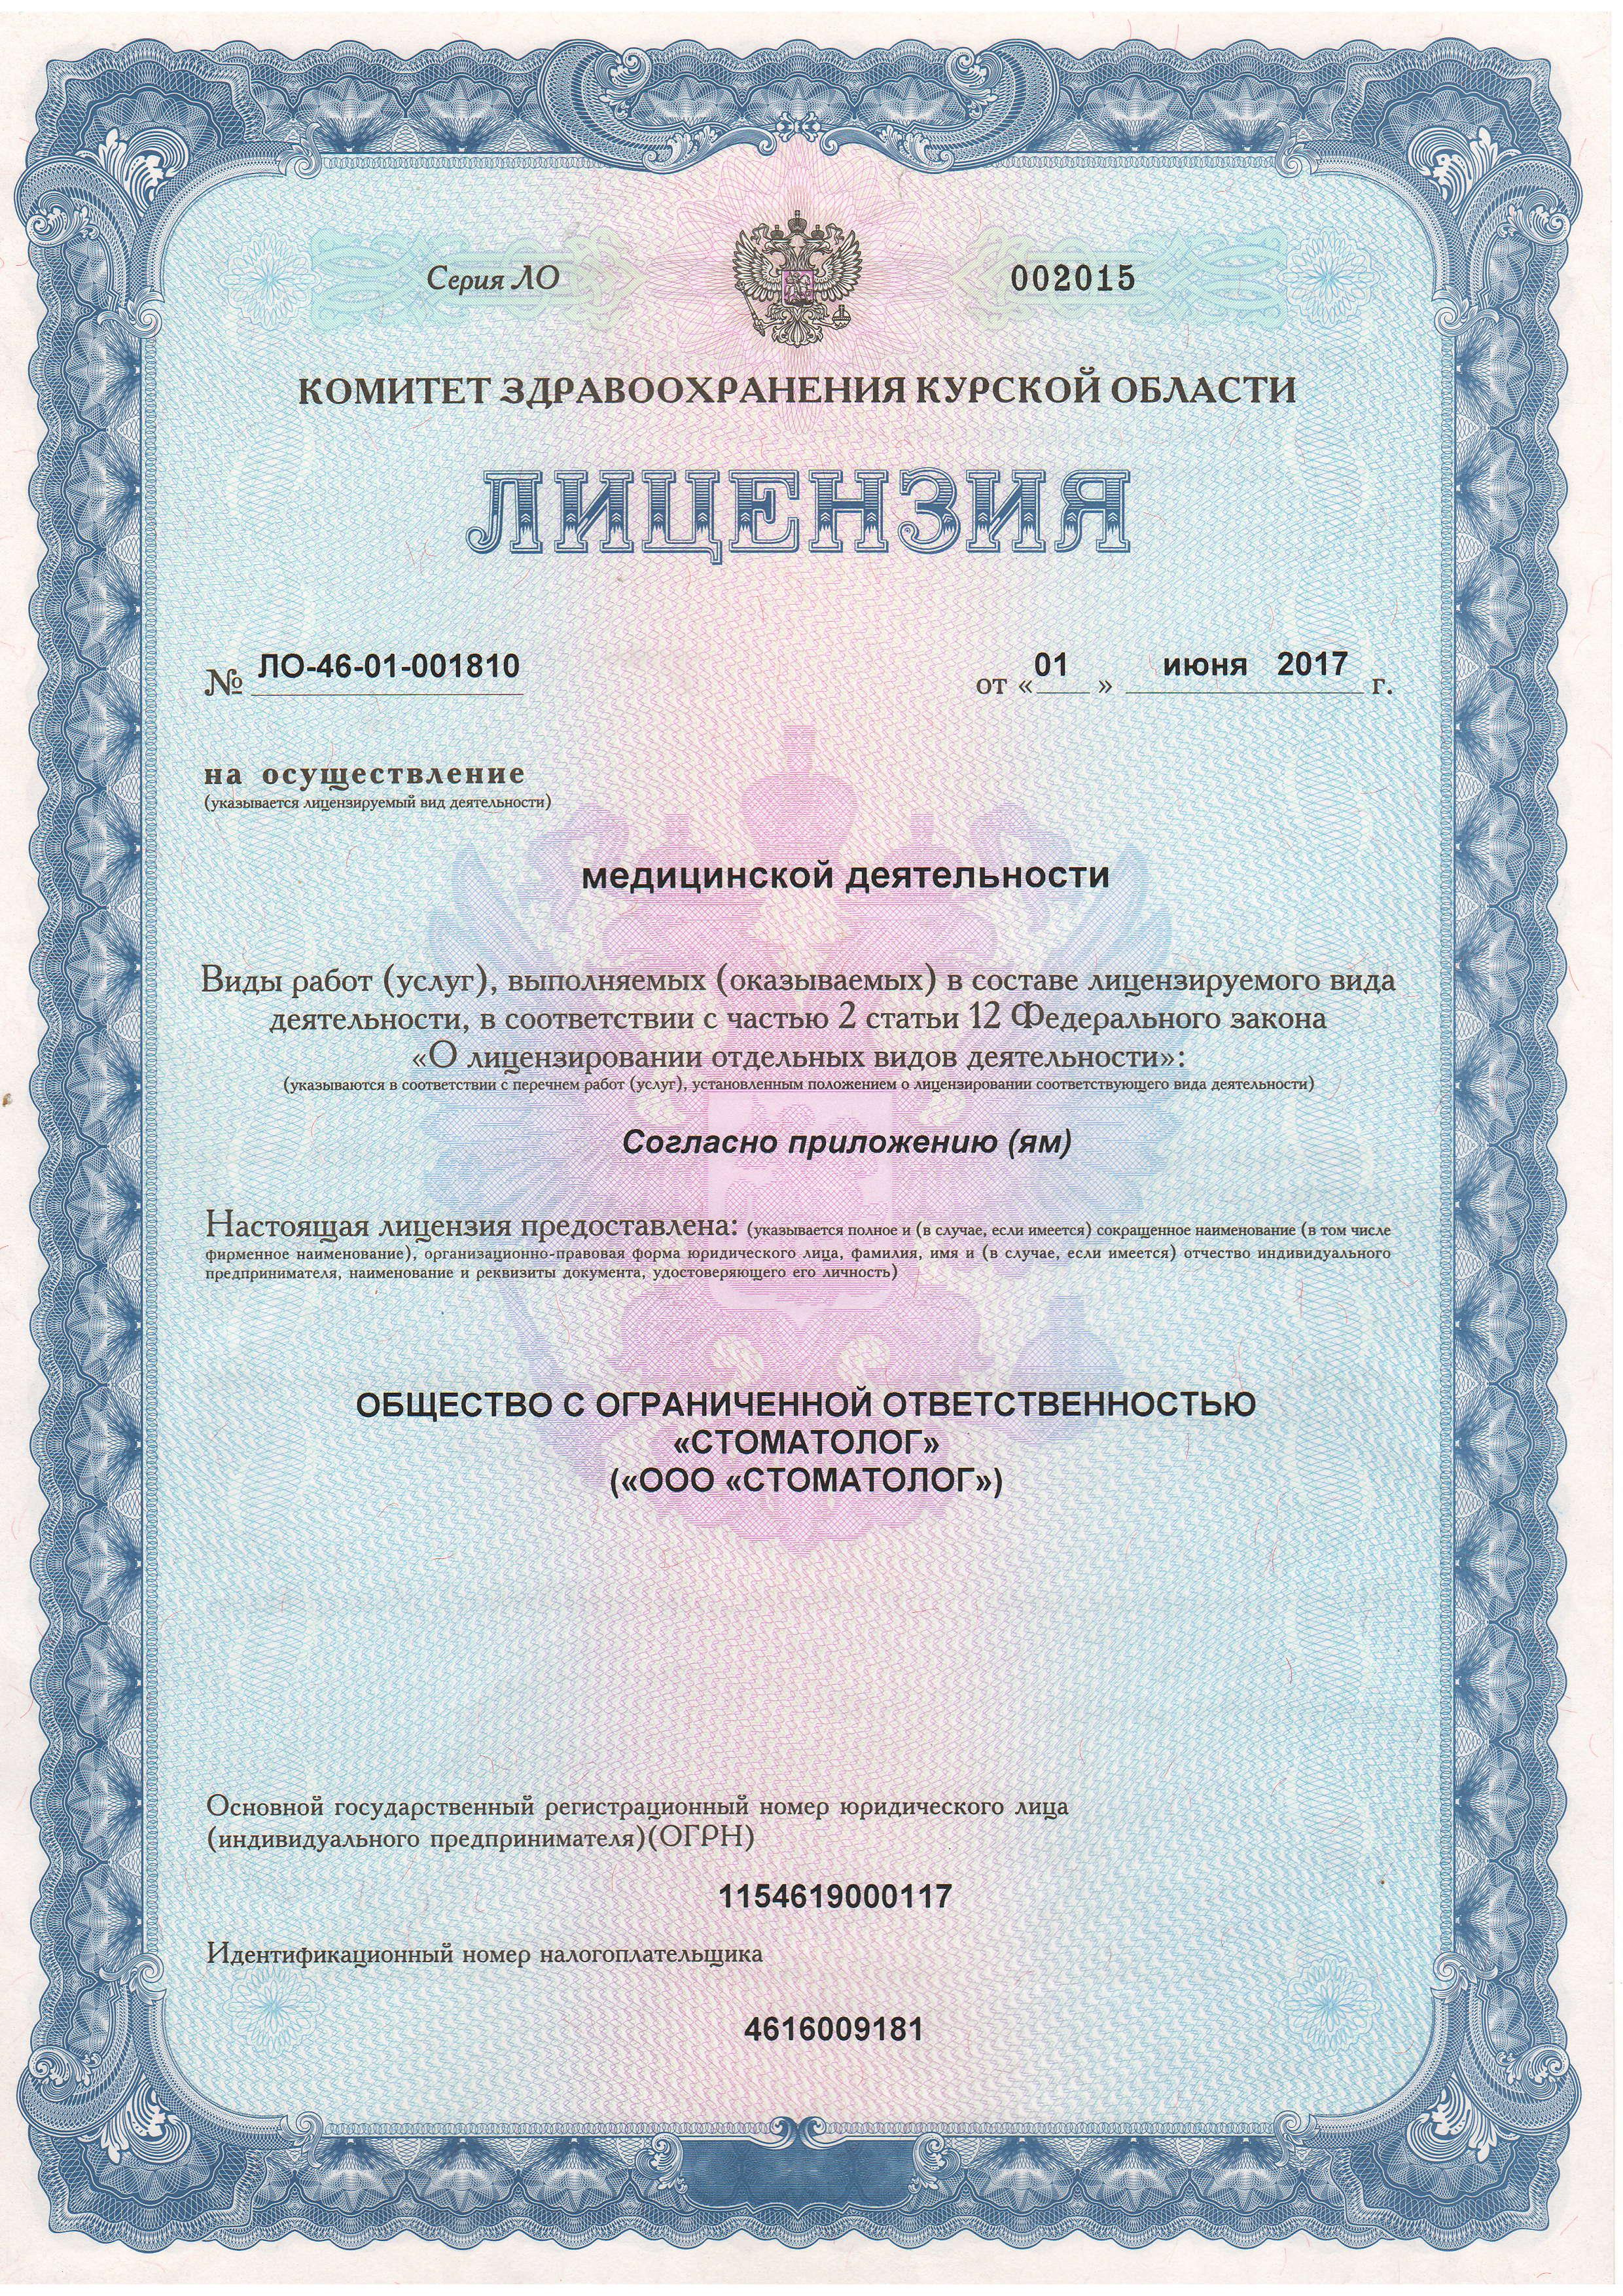 Серия ЛО 002015
КОМИТЕТ ЗДРАВООХРАНЕНИЯ КУРСКОЙ ОБЛАСТИ
ЛИЦЕНЗИЯ
№ ЛО-46-01-001810 от «01» июня 2017 г.
на осуществление
(указывается лицензируемый вид деятельности)
медицинской деятельности
Виды работ (услуг), выполняемых (оказываемых) в составе лицензируемого вида
деятельности, в соответствии с частью 2 статьи 12 Федерального закона
«О лицензировании отдельных видов деятельности»:
(указываются в соответствии с перечнем работ (услуг), установленным положением о лицензировании соответствующего вида деятельности)
Согласно приложению (ям)
Настоящая лицензия предоставлена: (указывается полное и (в случае, если имеется) сокращенное наименование (в том числе
фирменное наименование), организационно-правовая форма юридического лица, фамилия, имя и (в случае, если имеется) отчество индивидуального
предпринимателя, наименование и реквизиты документа, удостоверяющего его личность)
ОБЩЕСТВО С ОГРАНИЧЕННОЙ ОТВЕТСТВЕННОСТЬЮ
«СТОМАТОЛОГ»
(«ООО «СТОМАТОЛОГ»)
Основной государственный регистрационный номер юридического лица
(индивидуального предпринимателя)(ОГРН)
1154619000117
Идентификационный номер налогоплательщика
4616009181